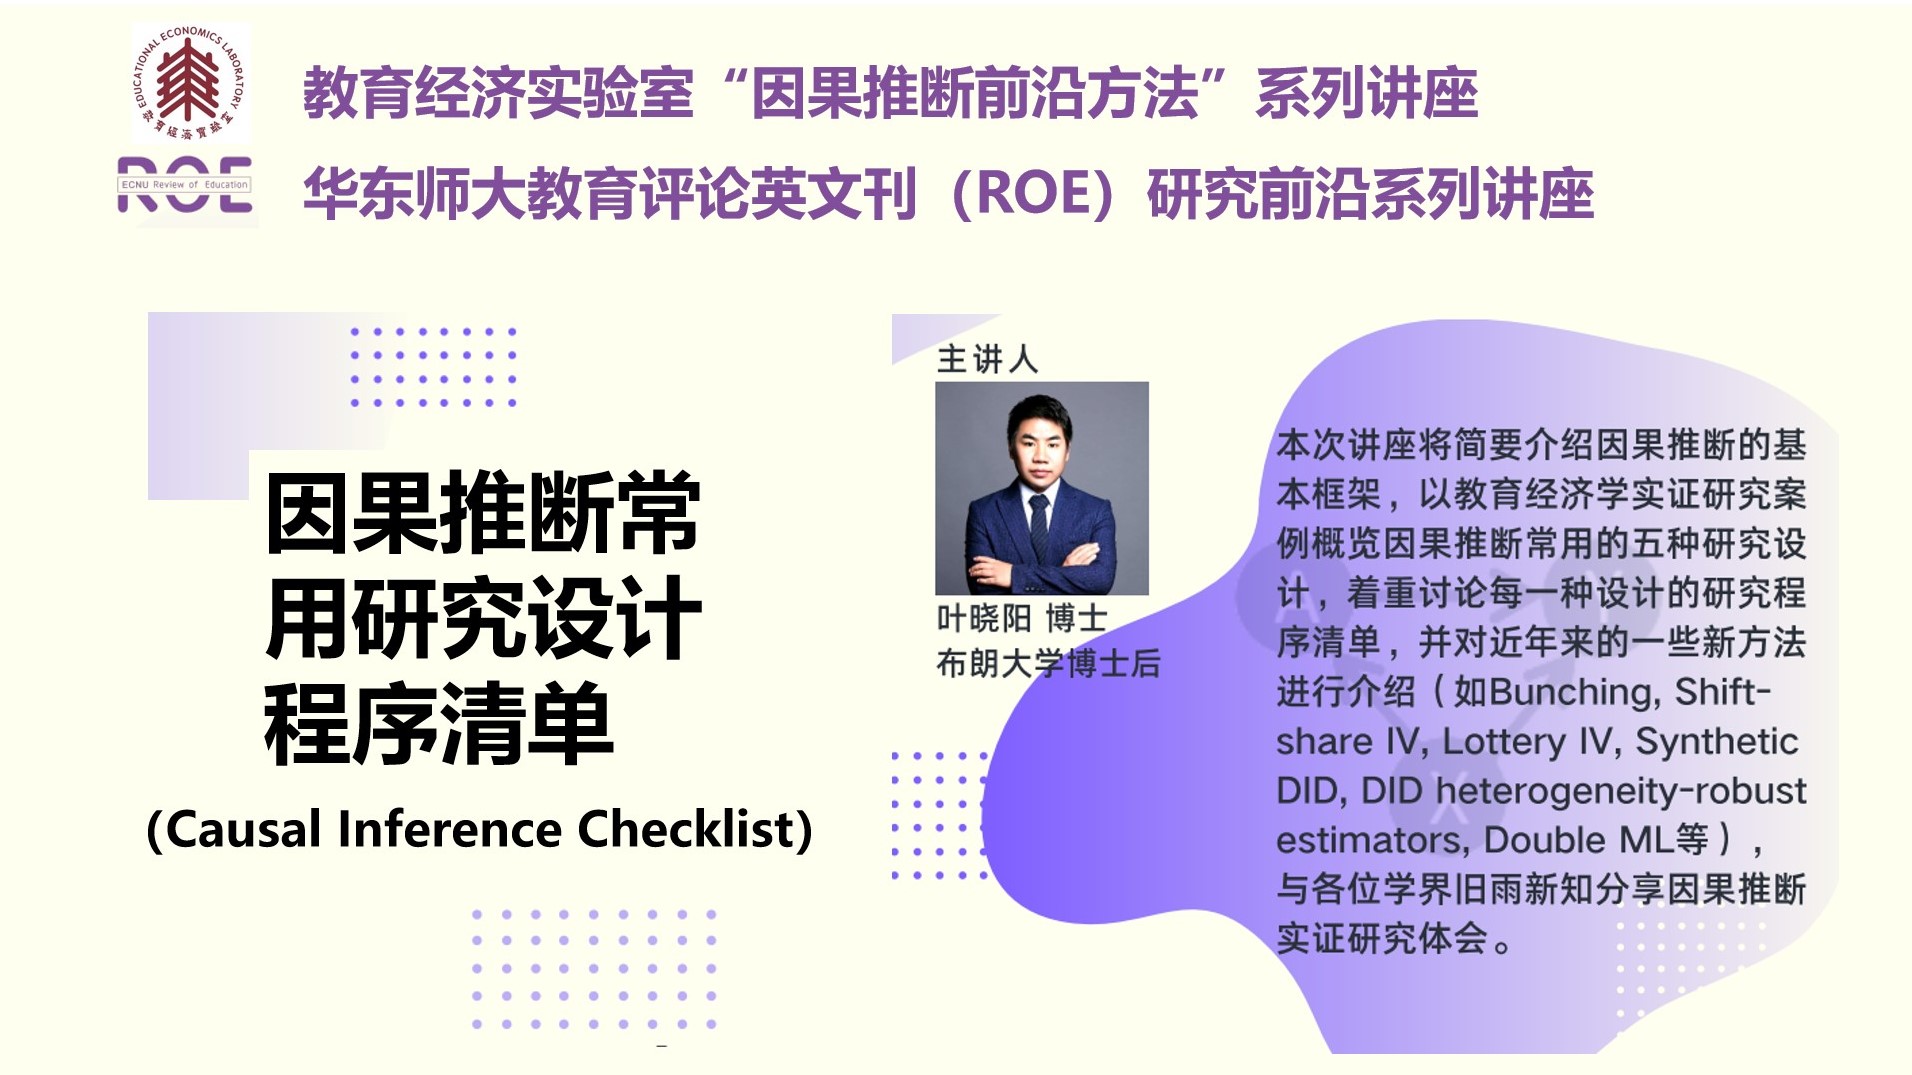 EDUCATIONAL ECONOMICS LABORATORY
教育經濟實驗室
教育经济实验室“因果推断前沿方法”系列讲座
ROE
ECNU Review of Education
华东师大教育评论英文刊（ROE）研究前沿系列讲座
因果推断常
用研究设计
程序清单
（Causal Inference Checklist）
主讲人
叶晓阳 博士
布朗大学博士后
本次讲座将简要介绍因果推断的基
本框架，以教育经济学实证研究案
例概览因果推断常用的五种研究设
计，着重讨论每一种设计的研究程
序清单，并对近年来的一些新方法
进行介绍（如Bunching, Shift-
share IV, Lottery IV, Synthetic
DID, DID heterogeneity-robust
estimators, Double ML等），
与各位学界旧雨新知分享因果推断
实证研究体会。
A
Y
X